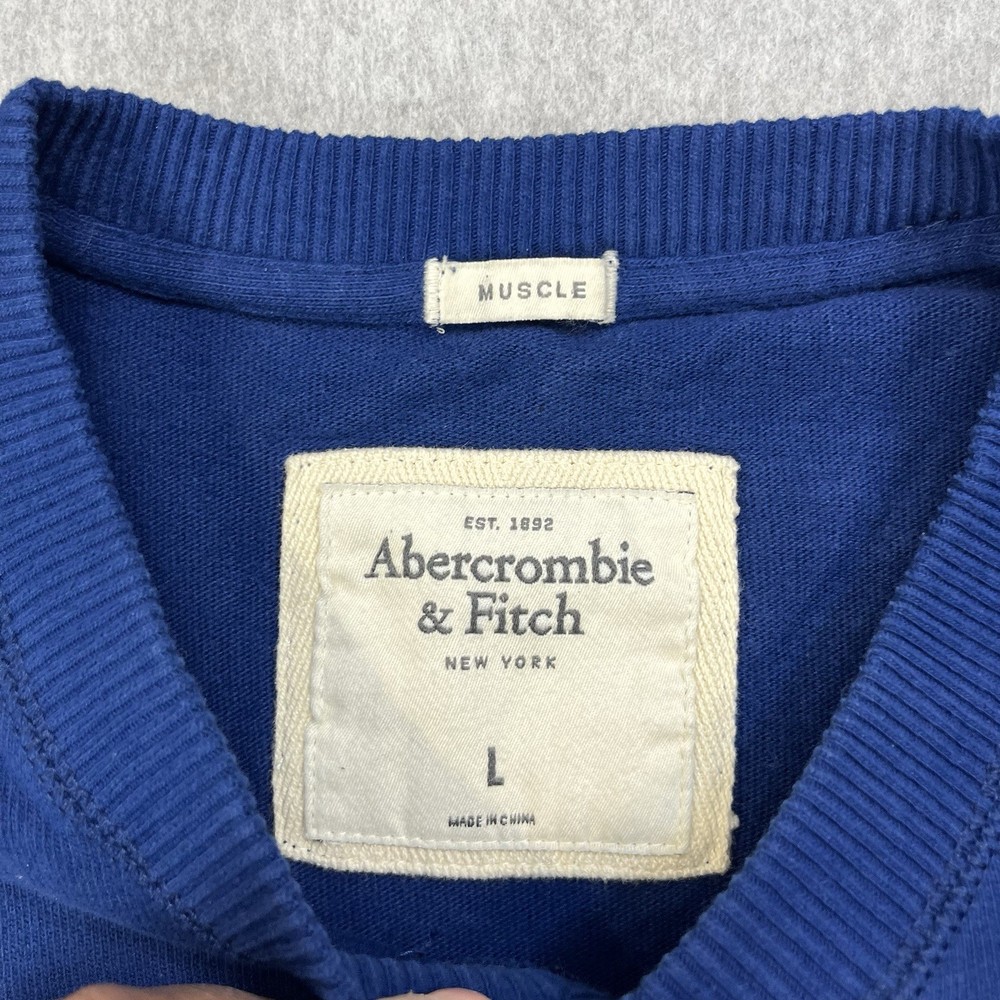 MUSCLE
EST. 1892
Abercrombie
& Fitch
NEW YORK
L
MADE IN CHINA